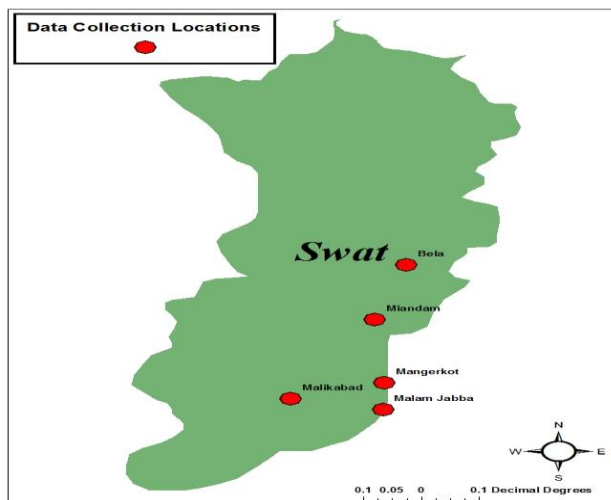 Data Collection Locations
Swat
Bela
Miandam
Mangerkot
Malikabad
Malam Jabba
N
W E
S
0.1 0.05 0 0.1 Decimal Degrees